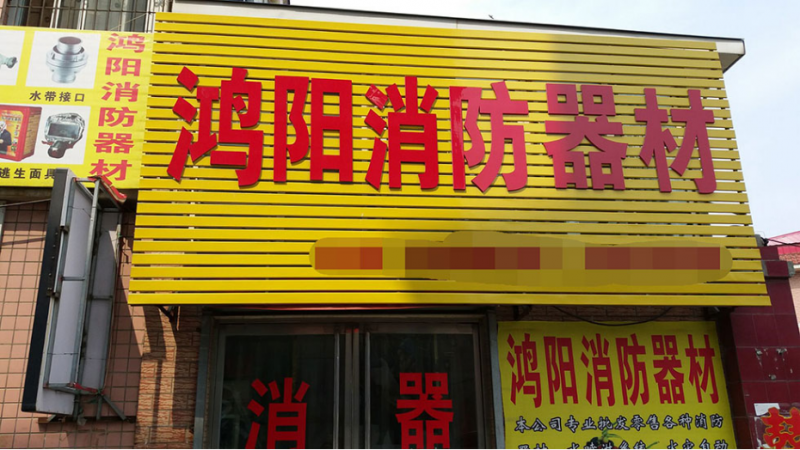 鸿阳消防器材
水带接口
逃生面具
鸿阳消防器材
消
器
鸿阳消防器材
本公司专业批发零售各种消防